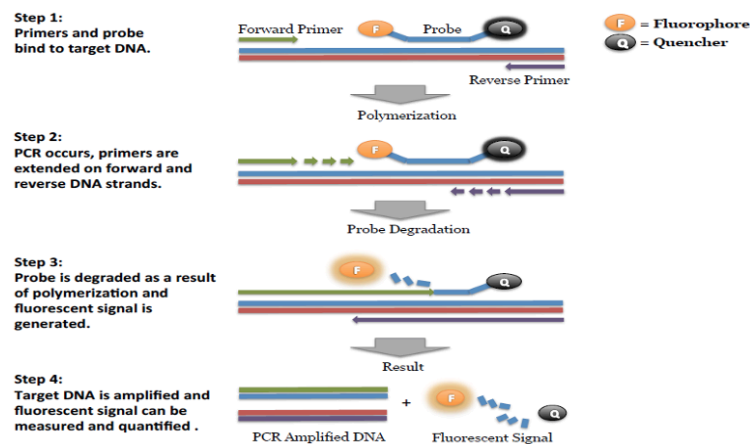 Step 1:
Primers and probe
bind to target DNA.
Forward Primer
F
Probe
Q
Reverse Primer
F = Fluorophore
Q = Quencher
Polymerization
Step 2:
PCR occurs, primers are
extended on forward and
reverse DNA strands.
F
Q
Probe Degradation
Step 3:
Probe is degraded as a result
of polymerization and
fluorescent signal is
generated.
F
Q
Result
Step 4:
Target DNA is amplified and
fluorescent signal can be
measured and quantified .
+
F
Q
PCR Amplified DNA
Fluorescent Signal